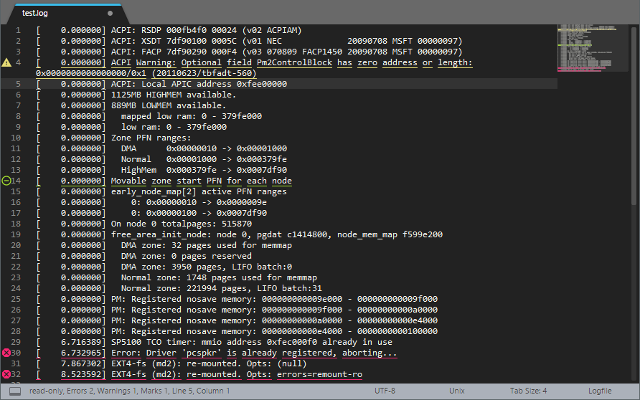 test.log
1 [    0.000000] ACPI: RSDP 000fb4f0 00024 (v02 ACPIAM)
2 [    0.000000] ACPI: XSDT 7df90100 0005C (v01 NEC             20090708 MSFT 00000097)
3 [    0.000000] ACPI: FACP 7df90290 000F4 (v03 070809 FACP1450 20090708 MSFT 00000097)
4 [    0.000000] ACPI Warning: Optional field Pm2ControlBlock has zero address or length:
0x0000000000000000/0x1 (20110623/tbfadt-560)
5 [    0.000000] ACPI: Local APIC address 0xfee00000
6 [    0.000000] 1125MB HIGHMEM available.
7 [    0.000000] 889MB LOWMEM available.
8 [    0.000000]   mapped low ram: 0 - 379fe000
9 [    0.000000]   low ram: 0 - 379fe000
10 [    0.000000] Zone PFN ranges:
11 [    0.000000]   DMA      0x00000010 -> 0x00001000
12 [    0.000000]   Normal   0x00001000 -> 0x000379fe
13 [    0.000000]   HighMem  0x000379fe -> 0x0007df90
14 [    0.000000] Movable zone start PFN for each node
15 [    0.000000] early_node_map[2] active PFN ranges
16 [    0.000000]     0: 0x00000010 -> 0x0000009e
17 [    0.000000]     0: 0x00000100 -> 0x0007df90
18 [    0.000000] On node 0 totalpages: 515870
19 [    0.000000] free_area_init_node: node 0, pgdat c1414800, node_mem_map f599e200
20 [    0.000000]   DMA zone: 32 pages used for memmap
21 [    0.000000]   DMA zone: 0 pages reserved
22 [    0.000000]   DMA zone: 3950 pages, LIFO batch:0
23 [    0.000000]   Normal zone: 1748 pages used for memmap
24 [    0.000000]   Normal zone: 221994 pages, LIFO batch:31
25 [    0.000000] PM: Registered nosave memory: 000000000009e000 - 000000000009f000
26 [    0.000000] PM: Registered nosave memory: 000000000009f000 - 00000000000a0000
27 [    0.000000] PM: Registered nosave memory: 00000000000a0000 - 00000000000e4000
28 [    0.000000] PM: Registered nosave memory: 00000000000e4000 - 0000000000100000
29 [    6.716389] SP5100 TCO timer: mmio address 0xfec000f0 already in use
30 [    6.732965] Error: Driver 'pcspkr' is already registered, aborting...
31 [    7.867302] EXT4-fs (md2): re-mounted. Opts: (null)
32 [    8.523592] EXT4-fs (md2): re-mounted. Opts: errors=remount-ro
read-only, Errors 2, Warnings 1, Marks 1, Line 5, Column 1 UTF-8 Unix Tab Size: 4 Logfile